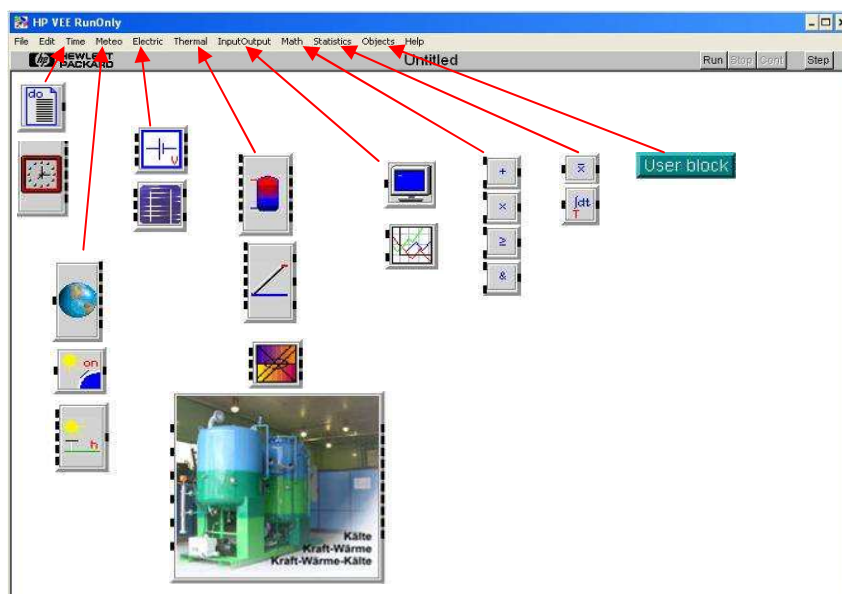 HP VEE RunOnly
File Edit Time Meteo Electric Thermal InputOutput Math Statistics Objects Help
hp HEWLETT
PACKARD
Untitled
Run Stop Cont Step
do
V
+
x̄
User block
×
∫dt
T
≥
&
on
h
Kälte
Kraft-Wärme
Kraft-Wärme-Kälte